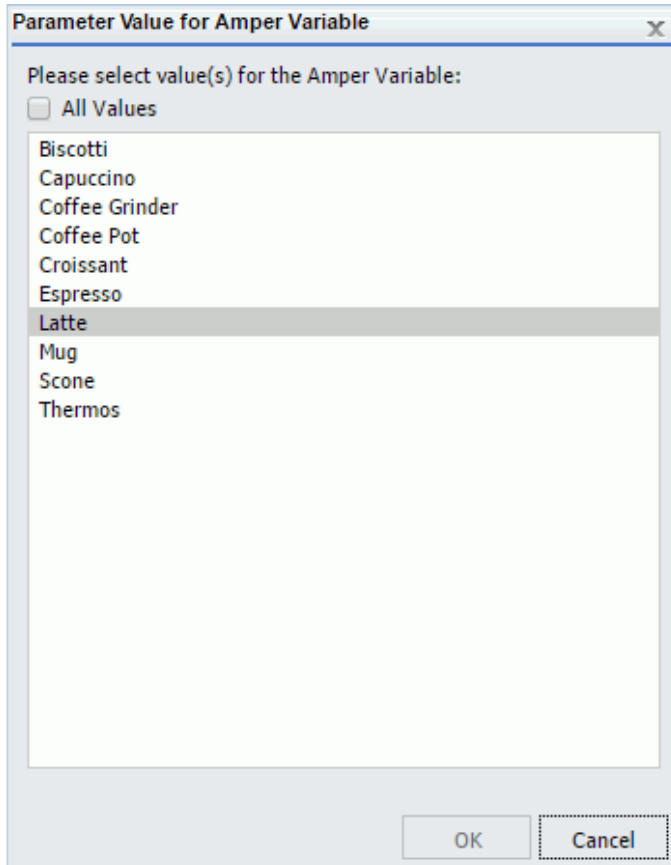 Parameter Value for Amper Variable
X
Please select value(s) for the Amper Variable:
All Values
Biscotti
Capuccino
Coffee Grinder
Coffee Pot
Croissant
Espresso
Latte
Mug
Scone
Thermos
OK Cancel